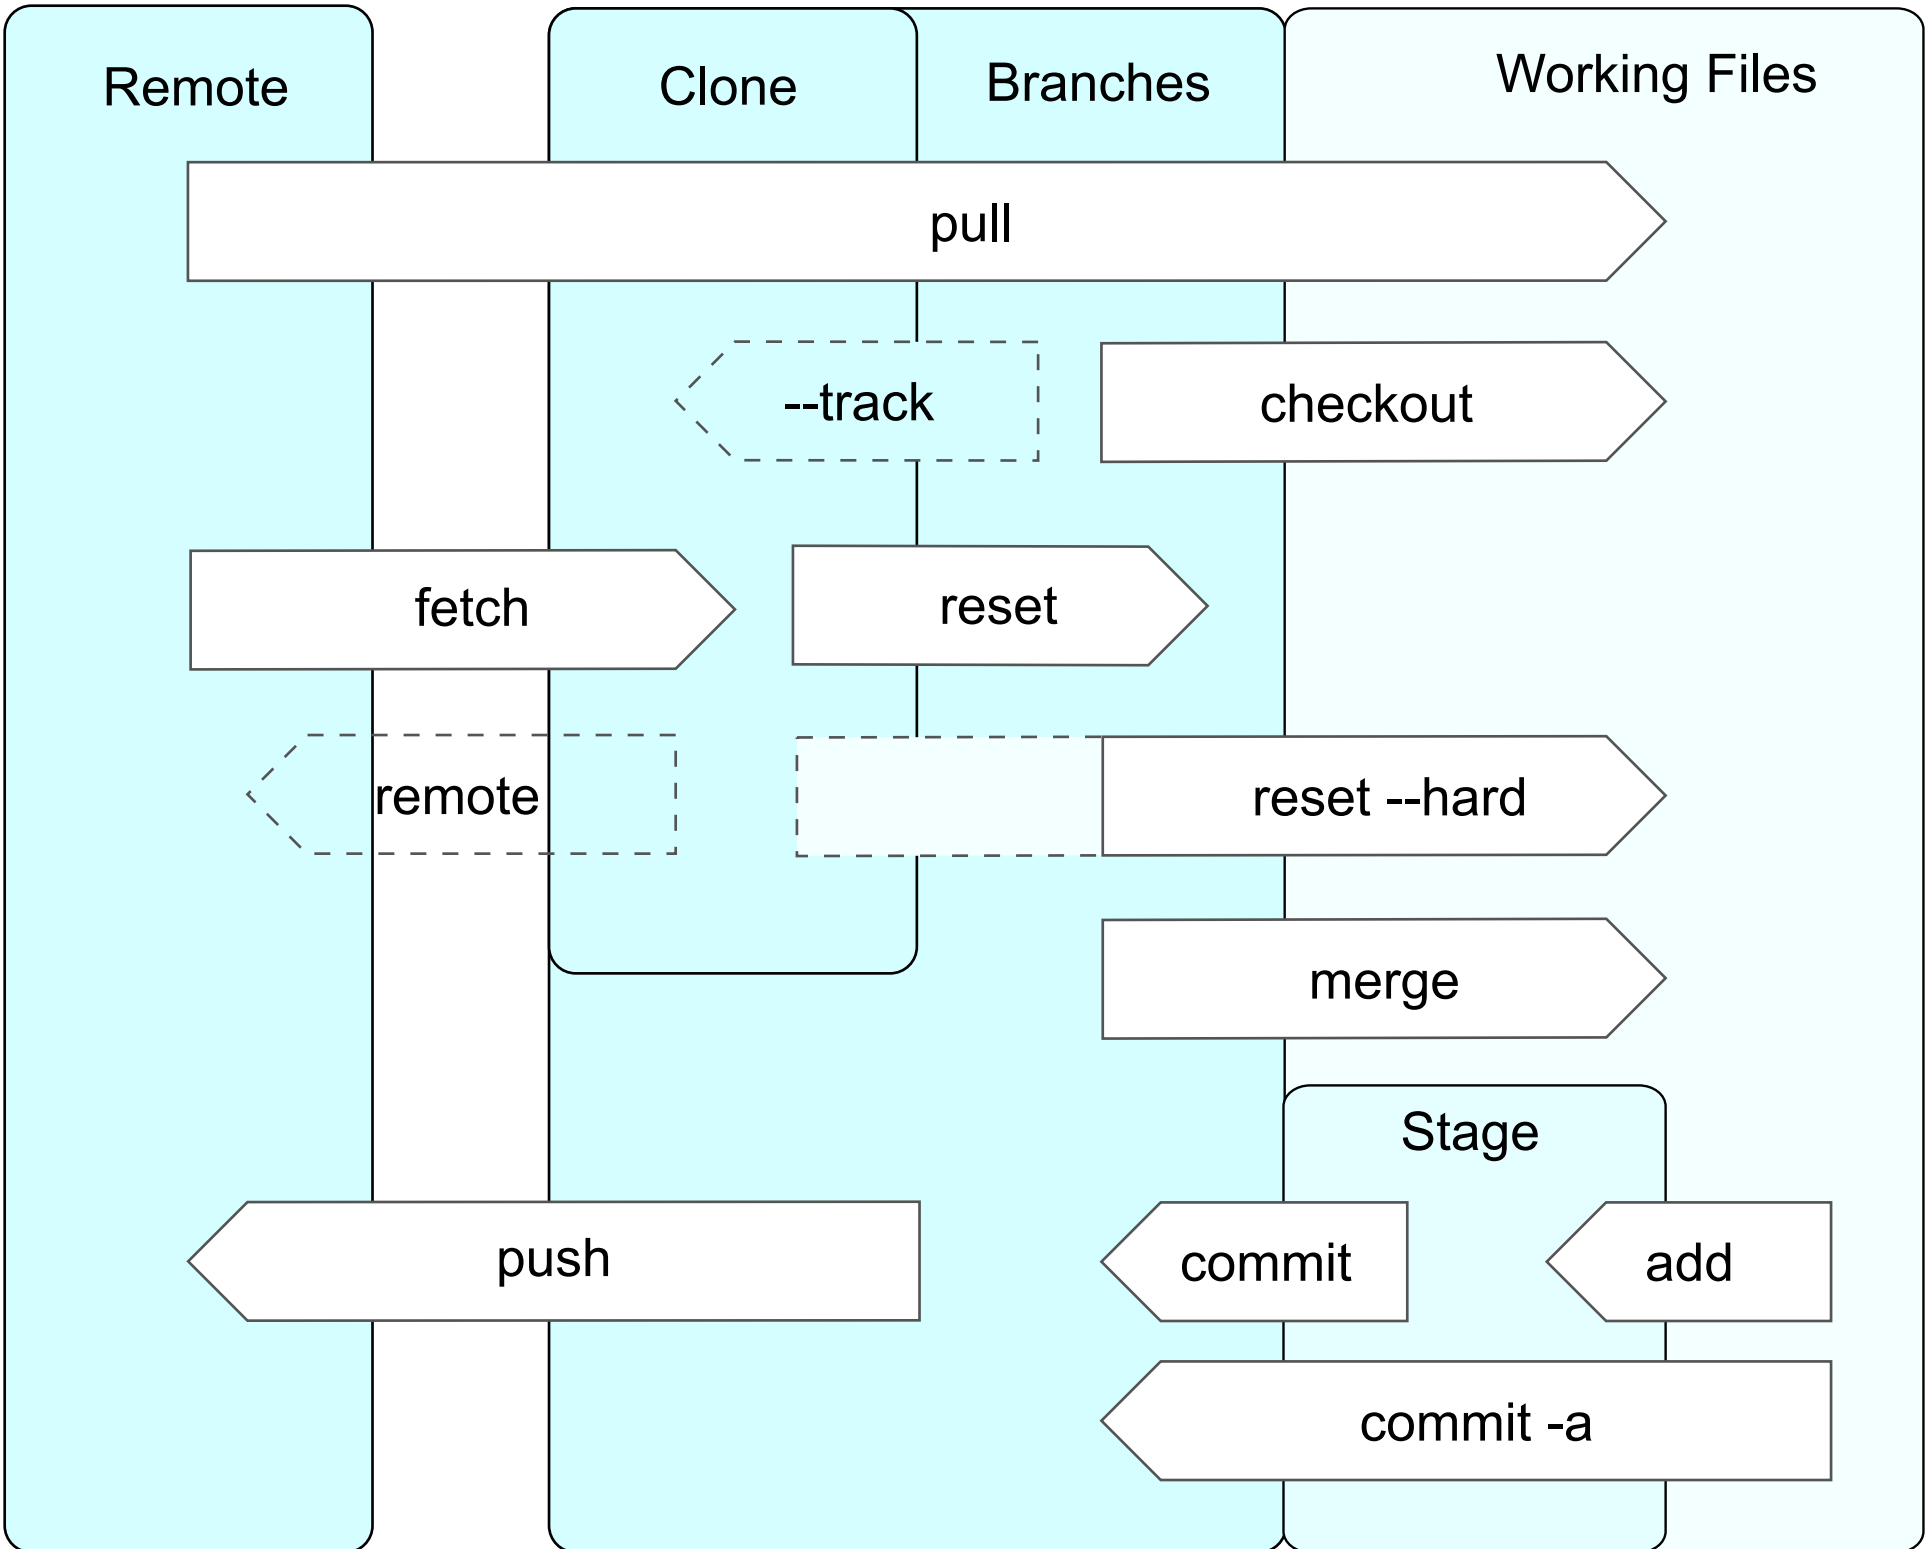 Remote
Clone
Branches
Working Files
pull
--track
checkout
fetch
reset
remote
reset --hard
merge
Stage
push
commit
add
commit -a